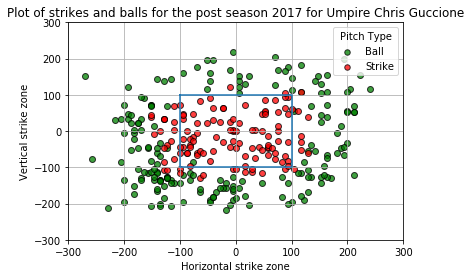 Plot of strikes and balls for the post season 2017 for Umpire Chris Guccione
Pitch Type
Ball
Strike
Vertical strike zone
300
200
100
0
−100
−200
−300
−300
−200
−100
0
100
200
300
Horizontal strike zone